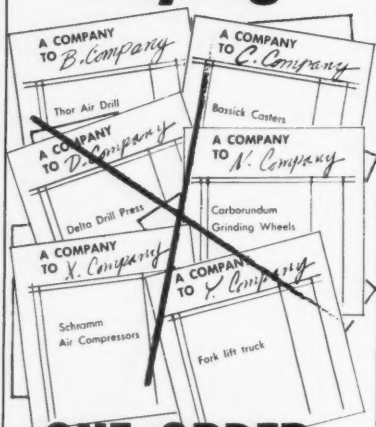 A COMPANY
TO B. Company
Thor Air Drill
A COMPANY
TO C. Company
Bassick Casters
A COMPANY
TO D. Company
Delta Drill Press
A COMPANY
TO N. Company
Carborundum
Grinding Wheels
A COMPANY
TO X. Company
Schramm
Air Compressors
A COMPANY
TO Y. Company
Fork lift truck